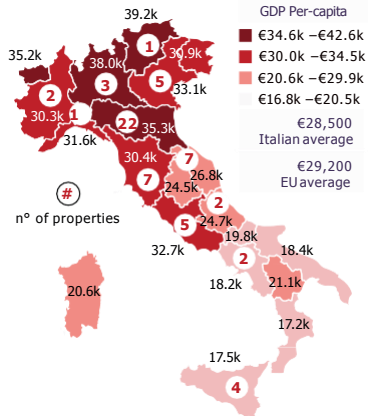 39.2k
GDP Per-capita
€34.6k –€42.6k
€30.0k –€34.5k
€20.6k –€29.9k
€16.8k –€20.5k
€28,500
Italian average
€29,200
EU average
35.2k
1
38.0k
30.9k
2
3
5
33.1k
30.3k
1
22
35.3k
31.6k
30.4k
7
26.8k
7
24.5k
#
n° of properties
2
24.7k
5
32.7k
19.8k
18.4k
2
18.2k
21.1k
20.6k
17.2k
17.5k
4